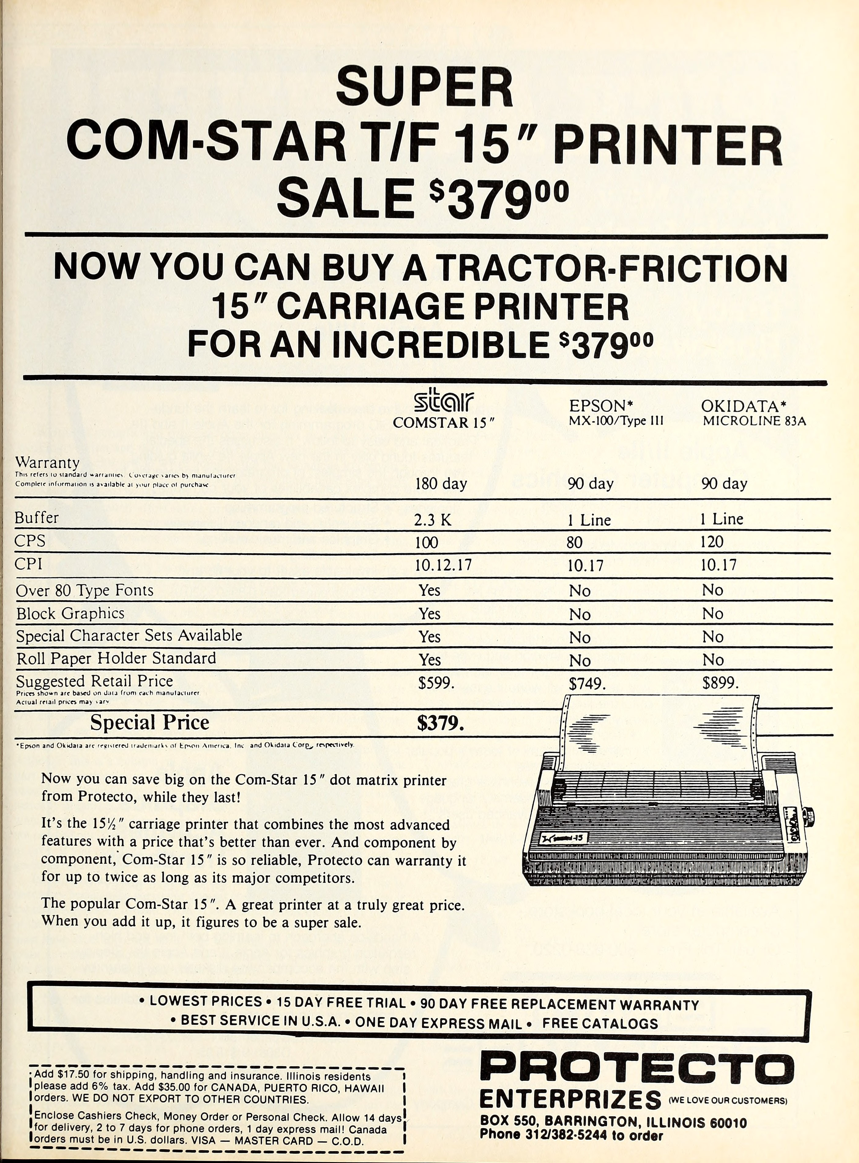 SUPER
COM-STAR T/F 15" PRINTER
SALE $379⁰⁰
NOW YOU CAN BUY A TRACTOR-FRICTION
15" CARRIAGE PRINTER
FOR AN INCREDIBLE $379⁰⁰
star EPSON* OKIDATA*
COMSTAR 15" MX-100/Type III MICROLINE 83A
Warranty
This refers to standard warranties. Coverage varies by manufacturer
Complete information is available at your place of purchase
180 day 90 day 90 day
Buffer 2.3 K 1 Line 1 Line
CPS 100 80 120
CPI 10.12.17 10.17 10.17
Over 80 Type Fonts Yes No No
Block Graphics Yes No No
Special Character Sets Available Yes No No
Roll Paper Holder Standard Yes No No
Suggested Retail Price $599. $749. $899.
Prices shown are based on data from each manufacturer
Actual retail prices may vary
Special Price $379.
*Epson and Okidata are registered trademarks of Epson America, Inc. and Okidata Corp., respectively.
Now you can save big on the Com-Star 15" dot matrix printer
from Protecto, while they last!
It's the 15½" carriage printer that combines the most advanced
features with a price that's better than ever. And component by
component, Com-Star 15" is so reliable, Protecto can warranty it
for up to twice as long as its major competitors.
The popular Com-Star 15". A great printer at a truly great price.
When you add it up, it figures to be a super sale.
• LOWEST PRICES • 15 DAY FREE TRIAL • 90 DAY FREE REPLACEMENT WARRANTY
• BEST SERVICE IN U.S.A. • ONE DAY EXPRESS MAIL • FREE CATALOGS
Add $17.50 for shipping, handling and insurance. Illinois residents
please add 6% tax. Add $35.00 for CANADA, PUERTO RICO, HAWAII
orders. WE DO NOT EXPORT TO OTHER COUNTRIES.
Enclose Cashiers Check, Money Order or Personal Check. Allow 14 days
for delivery, 2 to 7 days for phone orders, 1 day express mail! Canada
orders must be in U.S. dollars. VISA — MASTER CARD — C.O.D.
PROTECTO
ENTERPRIZES (WE LOVE OUR CUSTOMERS)
BOX 550, BARRINGTON, ILLINOIS 60010
Phone 312/382-5244 to order